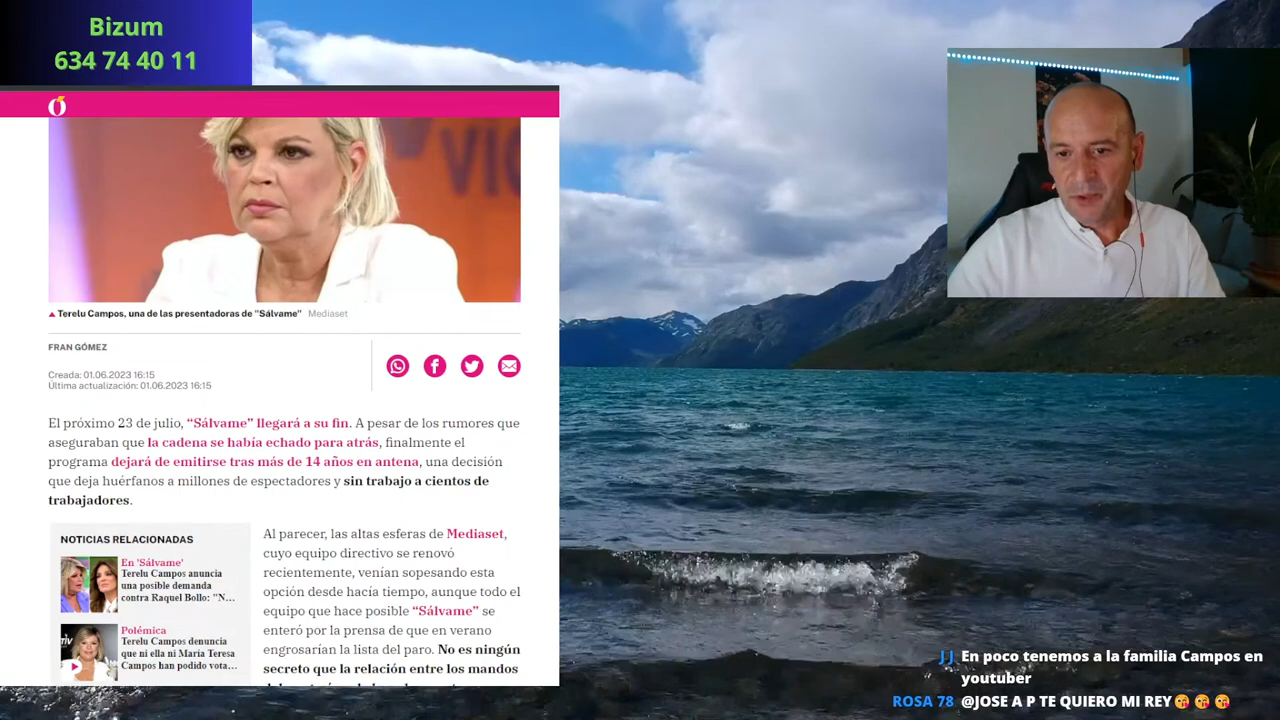 Bizum
634 74 40 11
Ó
VIC
Terelu Campos, una de las presentadoras de "Sálvame" Mediaset
FRAN GÓMEZ
Creada: 01.06.2023 16:15
Última actualización: 01.06.2023 16:15
El próximo 23 de julio, “Sálvame” llegará a su fin. A pesar de los rumores que
aseguraban que la cadena se había echado para atrás, finalmente el
programa dejará de emitirse tras más de 14 años en antena, una decisión
que deja huérfanos a millones de espectadores y sin trabajo a cientos de
trabajadores.
NOTICIAS RELACIONADAS
En 'Sálvame'
Terelu Campos anuncia
una posible demanda
contra Raquel Bollo: "N...
Polémica
Terelu Campos denuncia
que ni ella ni María Teresa
Campos han podido vota...
Al parecer, las altas esferas de Mediaset,
cuyo equipo directivo se renovó
recientemente, venían sopesando esta
opción desde hacía tiempo, aunque todo el
equipo que hace posible “Sálvame” se
enteró por la prensa de que en verano
engrosarían la lista del paro. No es ningún
secreto que la relación entre los mandos
J J En poco tenemos a la familia Campos en
youtuber
ROSA 78 @JOSE A P TE QUIERO MI REY😘😘😘